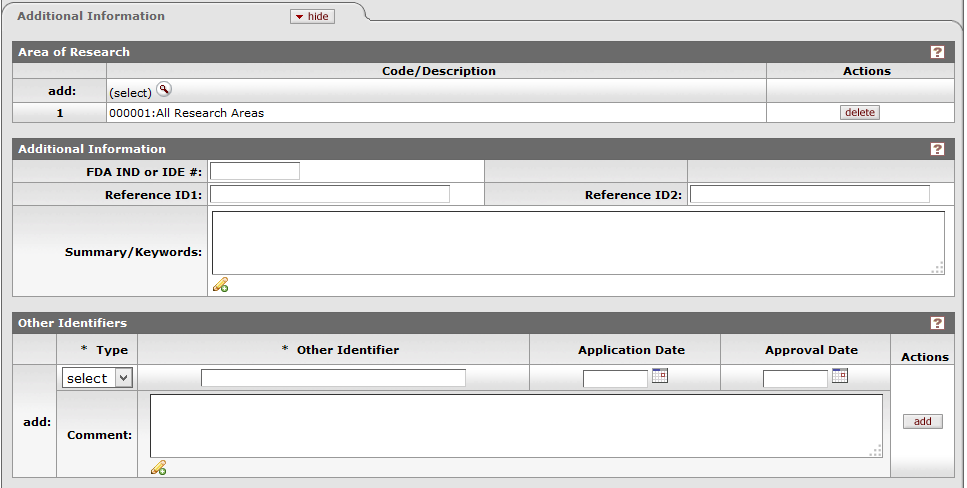 Additional Information hide
Area of Research ?
Code/Description Actions
add: (select)
1 000001:All Research Areas delete
Additional Information ?
FDA IND or IDE #:
Reference ID1: Reference ID2:
Summary/Keywords:
Other Identifiers ?
* Type * Other Identifier Application Date Approval Date Actions
select
add: Comment: add